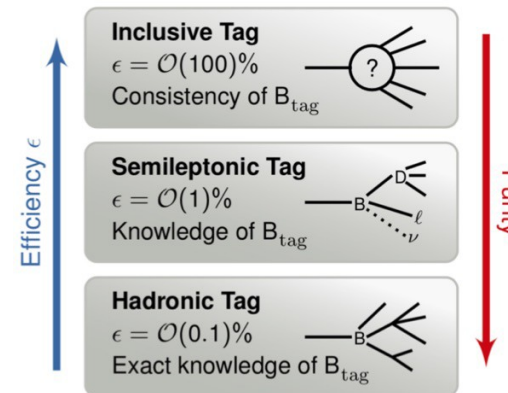 Inclusive Tag
ϵ = 𝒪(100)%
Consistency of B_tag
?
Semileptonic Tag
ϵ = 𝒪(1)%
Knowledge of B_tag
B
D
ℓ
ν
Hadronic Tag
ϵ = 𝒪(0.1)%
Exact knowledge of B_tag
B
Efficiency ϵ